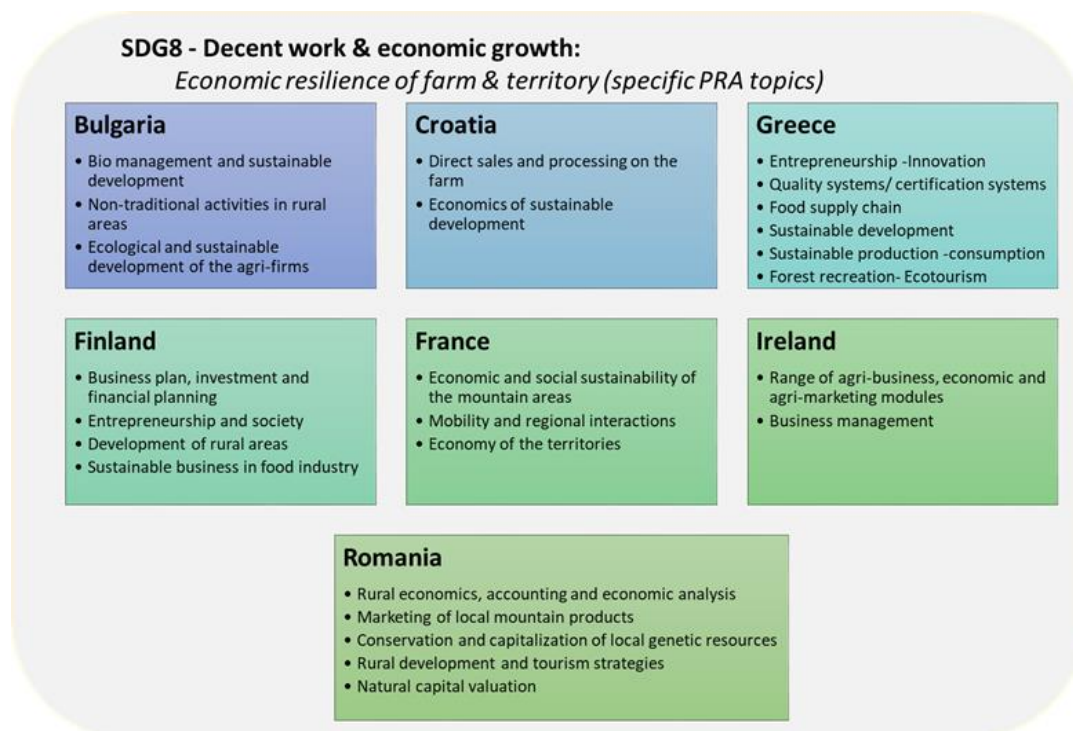 SDG8 - Decent work & economic growth:
Economic resilience of farm & territory (specific PRA topics)
Bulgaria
• Bio management and sustainable
development
• Non-traditional activities in rural
areas
• Ecological and sustainable
development of the agri-firms
Croatia
• Direct sales and processing on the
farm
• Economics of sustainable
development
Greece
• Entrepreneurship -Innovation
• Quality systems/ certification systems
• Food supply chain
• Sustainable development
• Sustainable production -consumption
• Forest recreation- Ecotourism
Finland
• Business plan, investment and
financial planning
• Entrepreneurship and society
• Development of rural areas
• Sustainable business in food industry
France
• Economic and social sustainability of
the mountain areas
• Mobility and regional interactions
• Economy of the territories
Ireland
• Range of agri-business, economic and
agri-marketing modules
• Business management
Romania
• Rural economics, accounting and economic analysis
• Marketing of local mountain products
• Conservation and capitalization of local genetic resources
• Rural development and tourism strategies
• Natural capital valuation